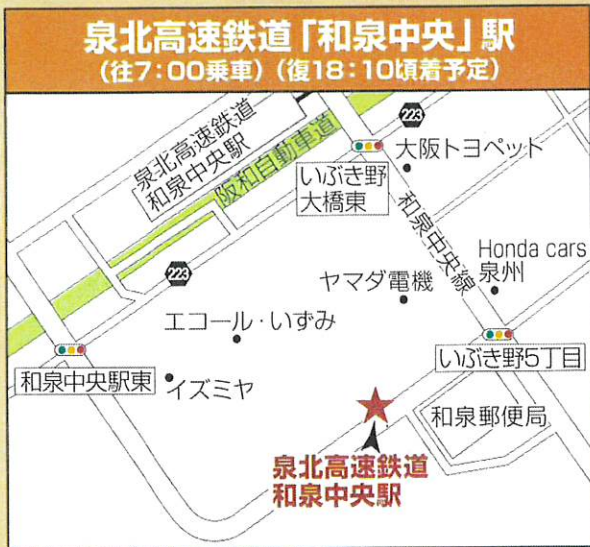 泉北高速鉄道「和泉中央」駅
(往7:00乗車)(復18:10頃着予定)
泉北高速鉄道
和泉中央駅
阪和自動車道
223
大阪トヨペット
いぶき野
大橋東
和泉中央線
Honda cars
泉州
223
ヤマダ電機
エコール・いずみ
いぶき野5丁目
和泉中央駅東
イズミヤ
和泉郵便局
泉北高速鉄道
和泉中央駅